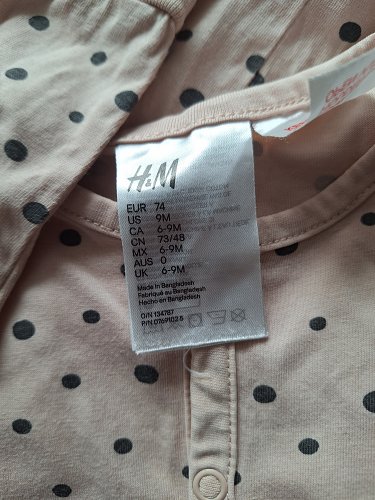 H&M
EUR 74
US 9M
CA 6-9M
CN 73/48
MX 6-9M
AUS 0
UK 6-9M
Made in Bangladesh
Fabriqué au Bangladesh
Hecho en Bangladesh
O/N 134787